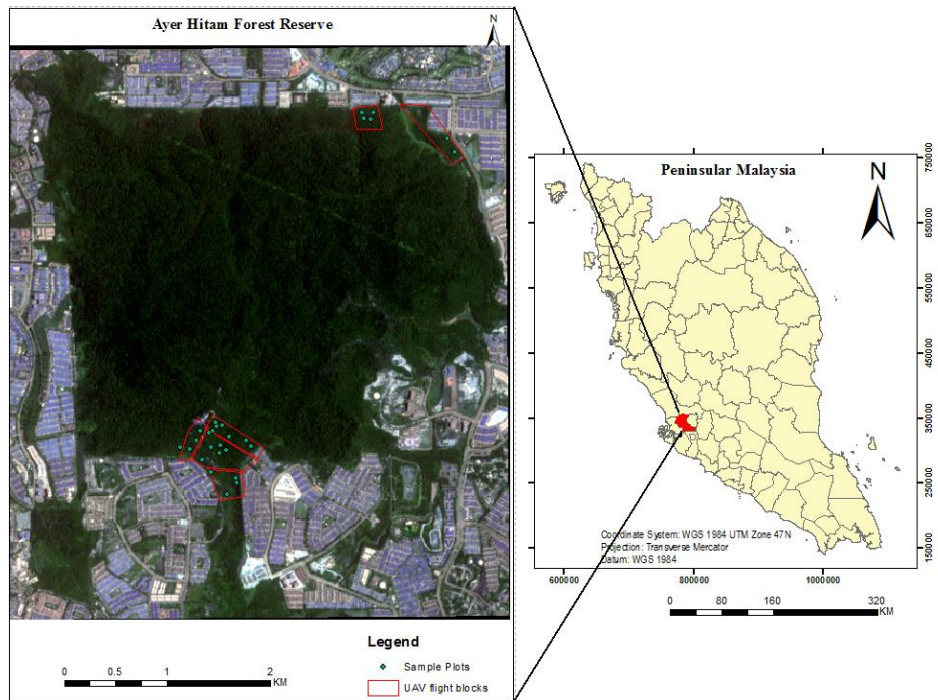 Ayer Hitam Forest Reserve
N
Legend
Sample Plots
UAV flight blocks
0 0.5 1 2
KM
Peninsular Malaysia
N
750000
650000
550000
450000
350000
250000
150000
Coordinate System: WGS 1984 UTM Zone 47N
Projection: Transverse Mercator
Datum: WGS 1984
600000 800000 1000000
0 80 160 320
KM